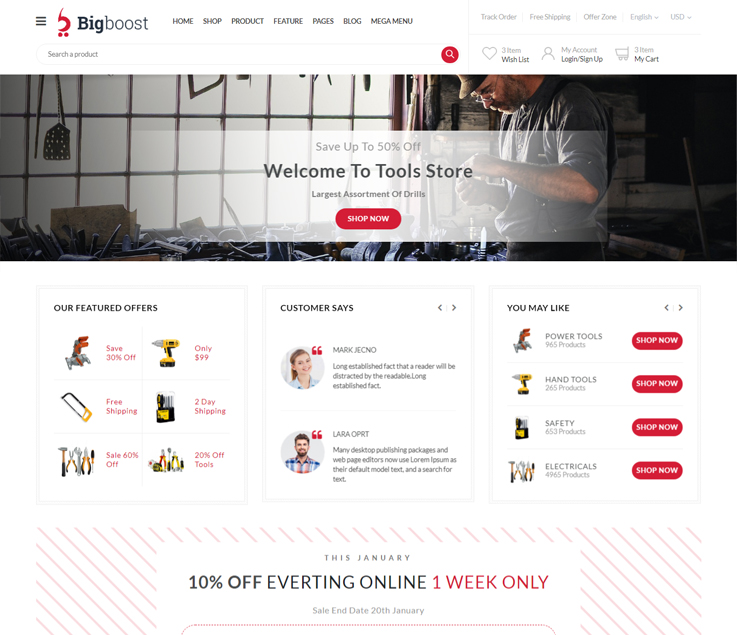 Bigboost
HOME SHOP PRODUCT FEATURE PAGES BLOG MEGA MENU
Track Order Free Shipping Offer Zone English USD
Search a product
3 Item
Wish List
My Account
Login/Sign Up
3 Item
My Cart
Save Up To 50% Off
Welcome To Tools Store
Largest Assortment Of Drills
SHOP NOW
OUR FEATURED OFFERS
Save
30% Off
Only
$99
Free
Shipping
2 Day
Shipping
Sale 60%
Off
20% Off
Tools
CUSTOMER SAYS
MARK JECNO
Long established fact that a reader will be
distracted by the readable,Long
established fact.
LARA OPRT
Many desktop publishing packages and
web page editors now use Lorem Ipsum as
their default model text, and a search for
text.
YOU MAY LIKE
POWER TOOLS
965 Products
SHOP NOW
HAND TOOLS
265 Products
SHOP NOW
SAFETY
653 Products
SHOP NOW
ELECTRICALS
4965 Products
SHOP NOW
THIS JANUARY
10% OFF EVERTING ONLINE 1 WEEK ONLY
Sale End Date 20th January